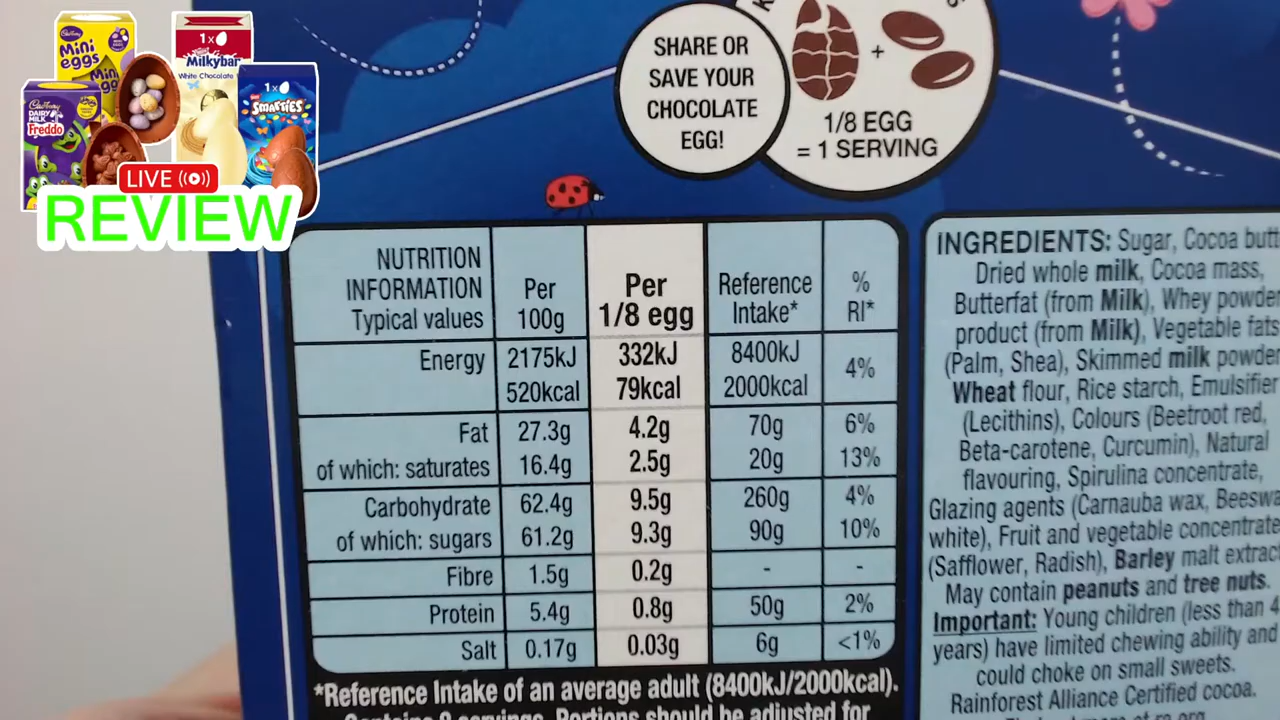 Mini
eggs
1x
Milkybar
White Chocolate
1x
SMARTIES
Cadbury
DAIRY
MILK
Freddo
LIVE
REVIEW
SHARE OR
SAVE YOUR
CHOCOLATE
EGG!
+
1/8 EGG
= 1 SERVING
NUTRITION
INFORMATION
Typical values
Per
100g
Per
1/8 egg
Reference
Intake*
%
RI*
Energy 2175kJ 332kJ 8400kJ 4%
520kcal 79kcal 2000kcal
Fat 27.3g 4.2g 70g 6%
of which: saturates 16.4g 2.5g 20g 13%
Carbohydrate 62.4g 9.5g 260g 4%
of which: sugars 61.2g 9.3g 90g 10%
Fibre 1.5g 0.2g - -
Protein 5.4g 0.8g 50g 2%
Salt 0.17g 0.03g 6g <1%
*Reference Intake of an average adult (8400kJ/2000kcal).
Portions should be adjusted for
INGREDIENTS: Sugar, Cocoa butt
Dried whole milk, Cocoa mass,
Butterfat (from Milk), Whey powder
product (from Milk), Vegetable fats
(Palm, Shea), Skimmed milk powder
Wheat flour, Rice starch, Emulsifier
(Lecithins), Colours (Beetroot red,
Beta-carotene, Curcumin), Natural
flavouring, Spirulina concentrate,
Glazing agents (Carnauba wax, Beeswa
white), Fruit and vegetable concentrate
(Safflower, Radish), Barley malt extrac
May contain peanuts and tree nuts.
Important: Young children (less than 4
years) have limited chewing ability and
could choke on small sweets.
Rainforest Alliance Certified cocoa.